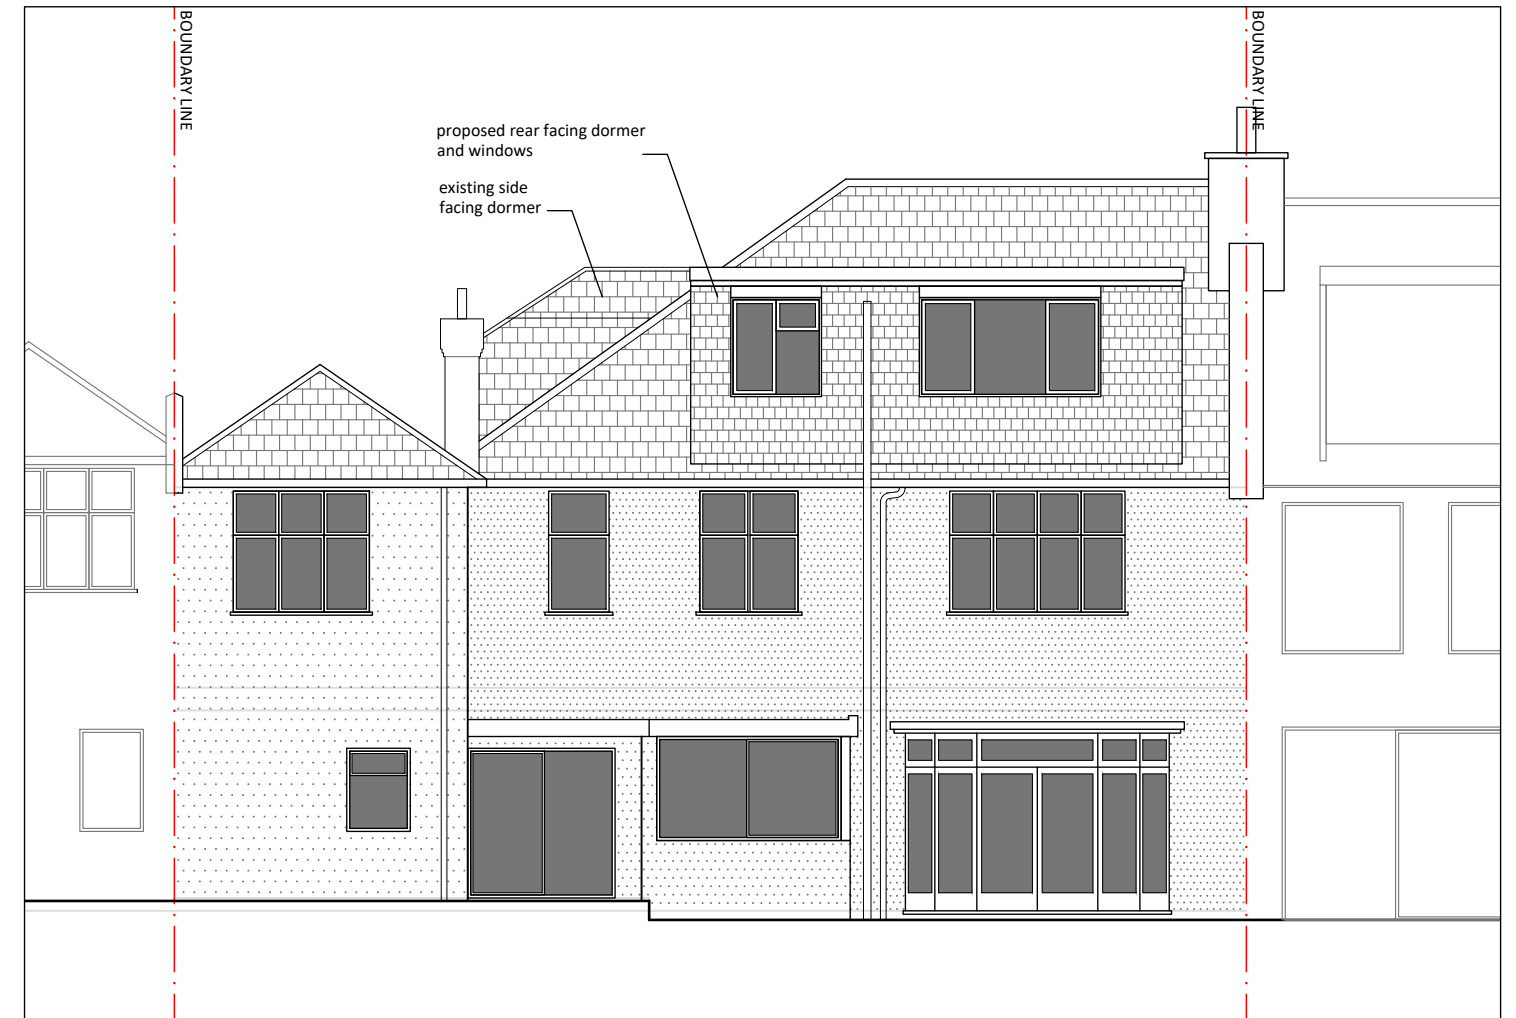 BOUNDARY LINE
BOUNDARY LINE
proposed rear facing dormer
and windows
existing side
facing dormer